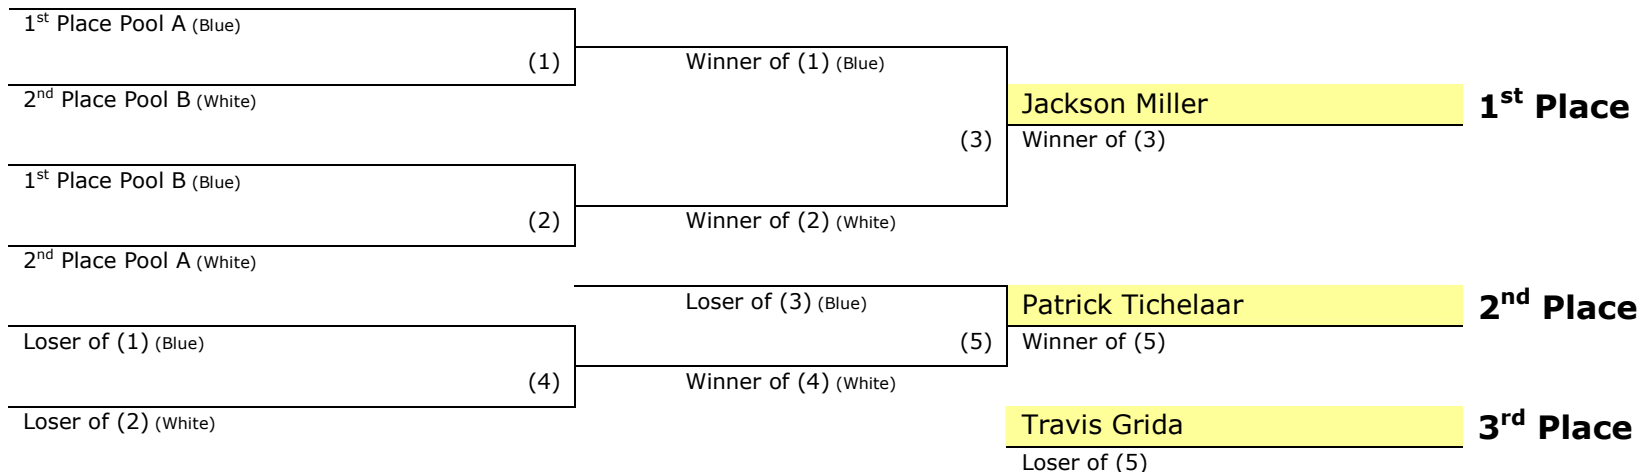 1st Place Pool A (Blue)
(1)
Winner of (1) (Blue)
2nd Place Pool B (White)
Jackson Miller
1st Place
(3)
Winner of (3)
1st Place Pool B (Blue)
(2)
Winner of (2) (White)
2nd Place Pool A (White)
Loser of (3) (Blue)
Patrick Tichelaar
2nd Place
Loser of (1) (Blue)
(5)
Winner of (5)
(4)
Winner of (4) (White)
Loser of (2) (White)
Travis Grida
3rd Place
Loser of (5)